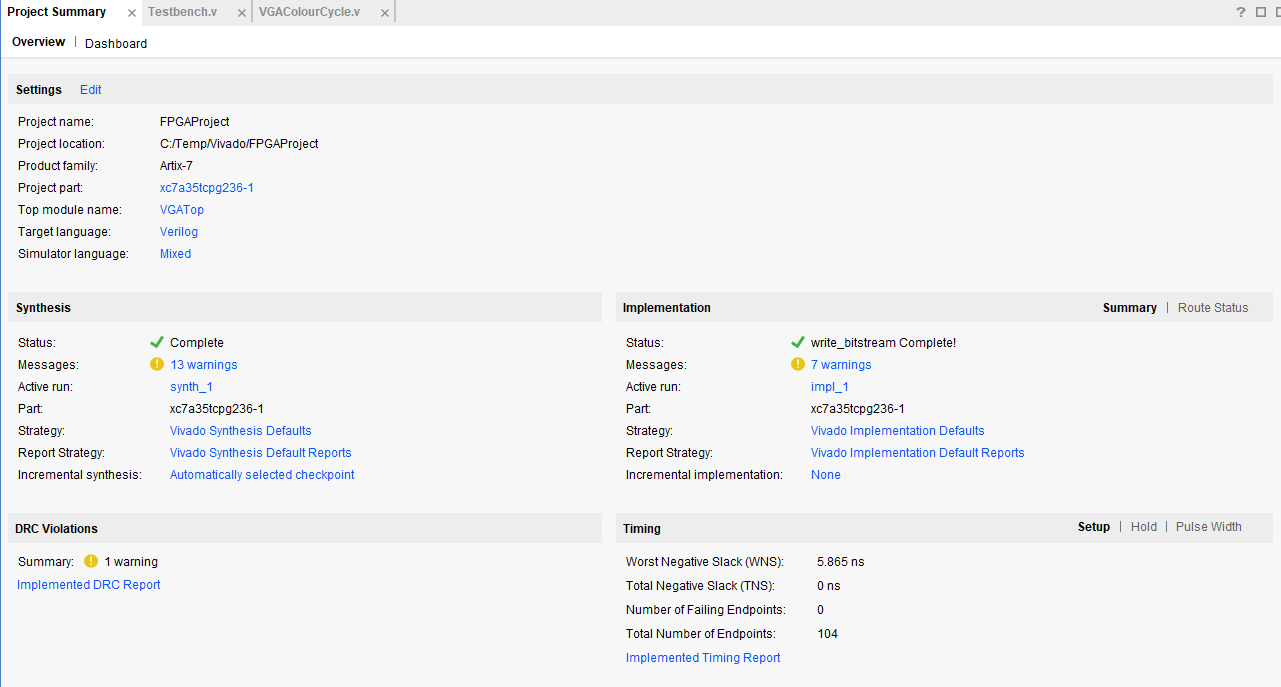 Project Summary × Testbench.v × VGAColourCycle.v × ?
Overview | Dashboard
Settings Edit
Project name: FPGAProject
Project location: C:/Temp/Vivado/FPGAProject
Product family: Artix-7
Project part: xc7a35tcpg236-1
Top module name: VGATop
Target language: Verilog
Simulator language: Mixed
Synthesis
Status: Complete
Messages: 13 warnings
Active run: synth_1
Part: xc7a35tcpg236-1
Strategy: Vivado Synthesis Defaults
Report Strategy: Vivado Synthesis Default Reports
Incremental synthesis: Automatically selected checkpoint
Implementation Summary | Route Status
Status: write_bitstream Complete!
Messages: 7 warnings
Active run: impl_1
Part: xc7a35tcpg236-1
Strategy: Vivado Implementation Defaults
Report Strategy: Vivado Implementation Default Reports
Incremental implementation: None
DRC Violations
Summary: 1 warning
Implemented DRC Report
Timing Setup | Hold | Pulse Width
Worst Negative Slack (WNS): 5.865 ns
Total Negative Slack (TNS): 0 ns
Number of Failing Endpoints: 0
Total Number of Endpoints: 104
Implemented Timing Report